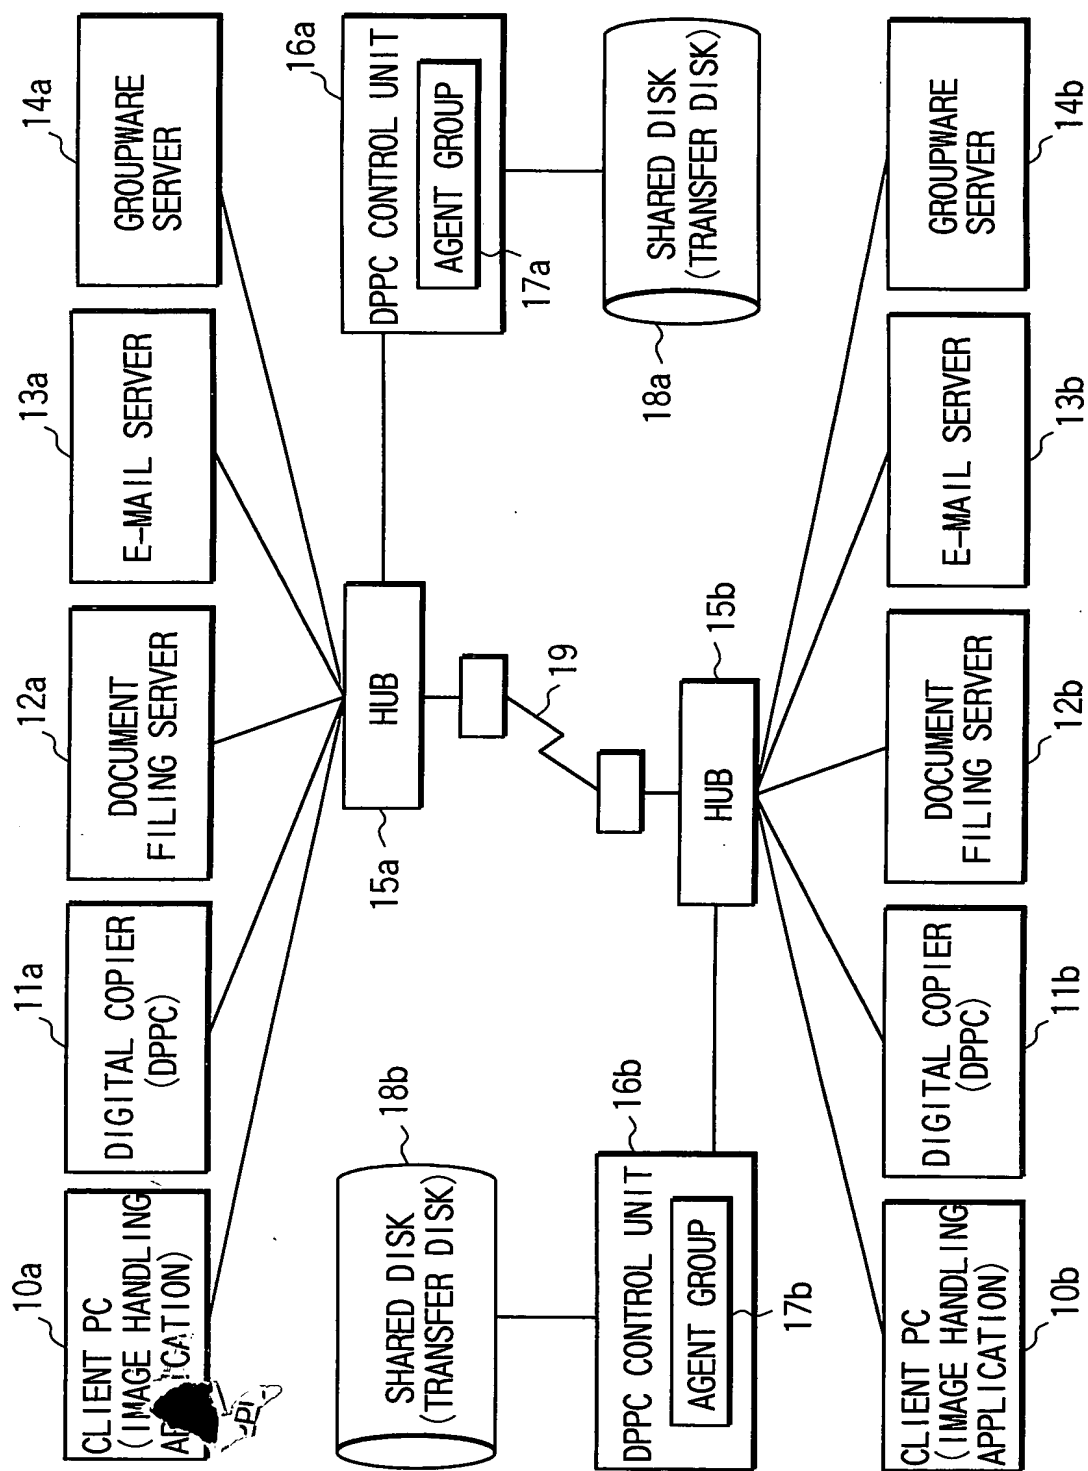 10a
CLIENT PC
(IMAGE HANDLING
APPLICATION)
11a
DIGITAL COPIER
(DPPC)
12a
DOCUMENT
FILING SERVER
13a
E-MAIL SERVER
14a
GROUPWARE
SERVER
15a
HUB
16a
DPPC CONTROL UNIT
AGENT GROUP
17a
SHARED DISK
(TRANSFER DISK)
18a
19
SHARED DISK
(TRANSFER DISK)
18b
DPPC CONTROL UNIT
16b
AGENT GROUP
17b
HUB
15b
CLIENT PC
(IMAGE HANDLING
APPLICATION)
10b
DIGITAL COPIER
(DPPC)
11b
DOCUMENT
FILING SERVER
12b
E-MAIL SERVER
13b
GROUPWARE
SERVER
14b